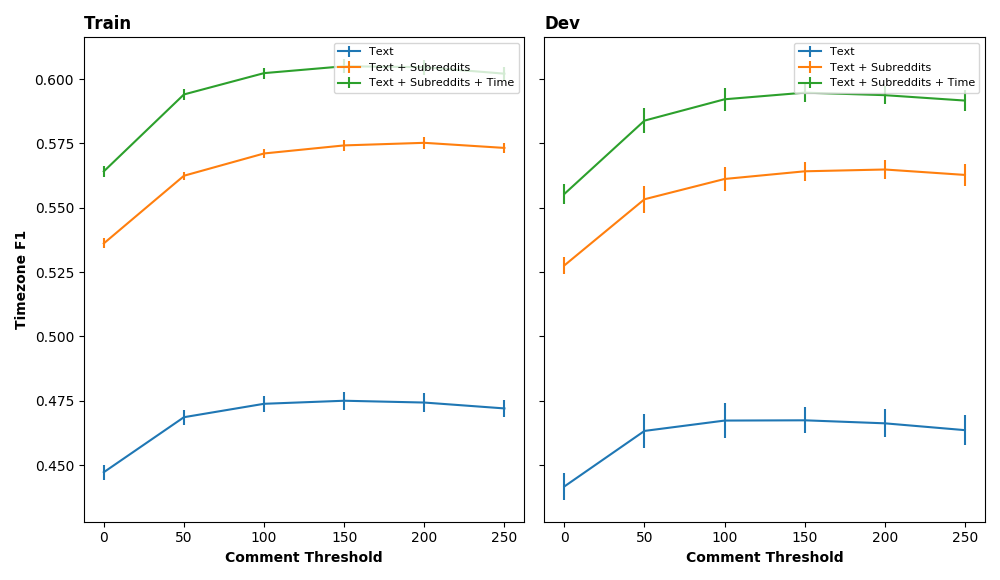 Train
Dev
Text
Text + Subreddits
Text + Subreddits + Time
Text
Text + Subreddits
Text + Subreddits + Time
Timezone F1
0.600
0.575
0.550
0.525
0.500
0.475
0.450
0 50 100 150 200 250
0 50 100 150 200 250
Comment Threshold
Comment Threshold